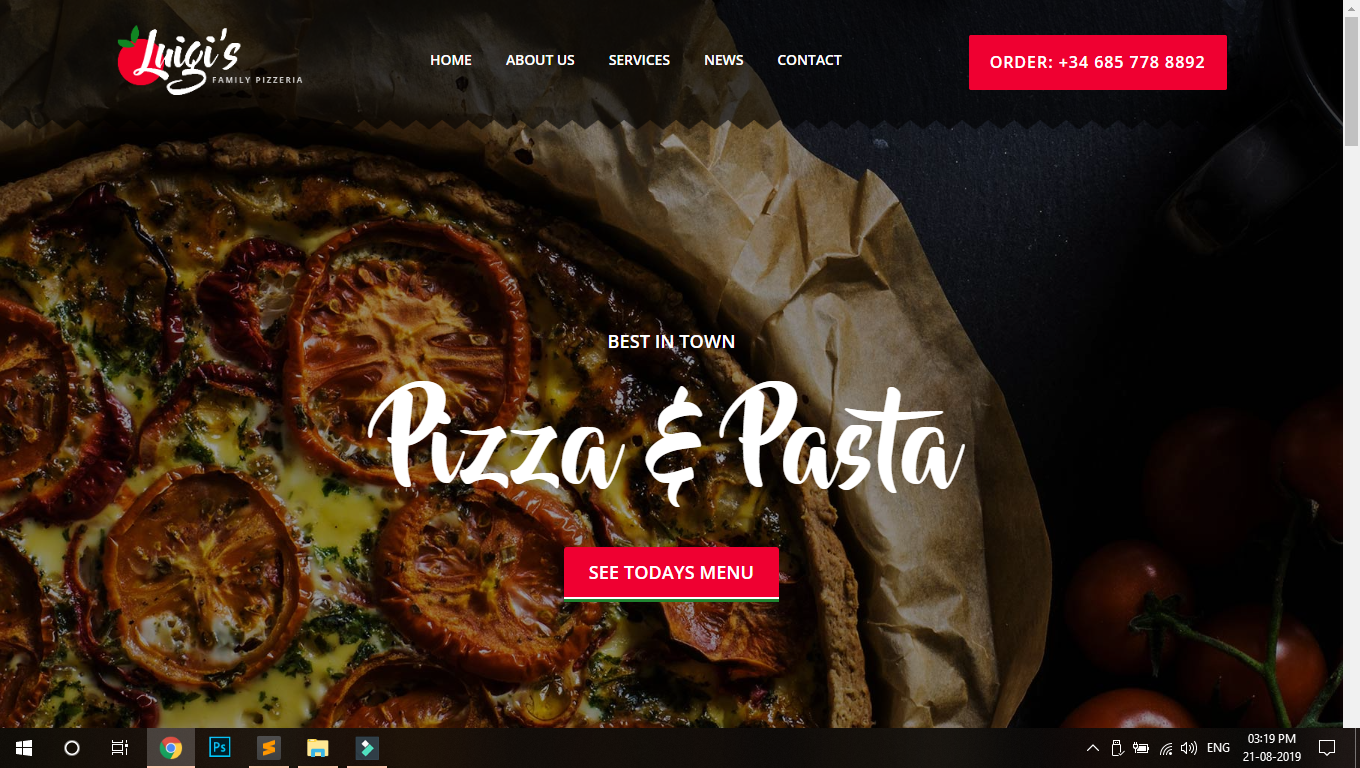 Luigi's
FAMILY PIZZERIA
HOME ABOUT US SERVICES NEWS CONTACT
ORDER: +34 685 778 8892
BEST IN TOWN
Pizza & Pasta
SEE TODAYS MENU
Ps
ENG
03:19 PM
21-08-2019